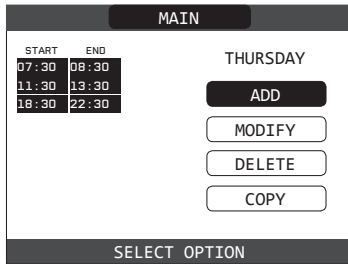 MAIN
START END
07:30 08:30
11:30 13:30
18:30 22:30
THURSDAY
ADD
MODIFY
DELETE
COPY
SELECT OPTION